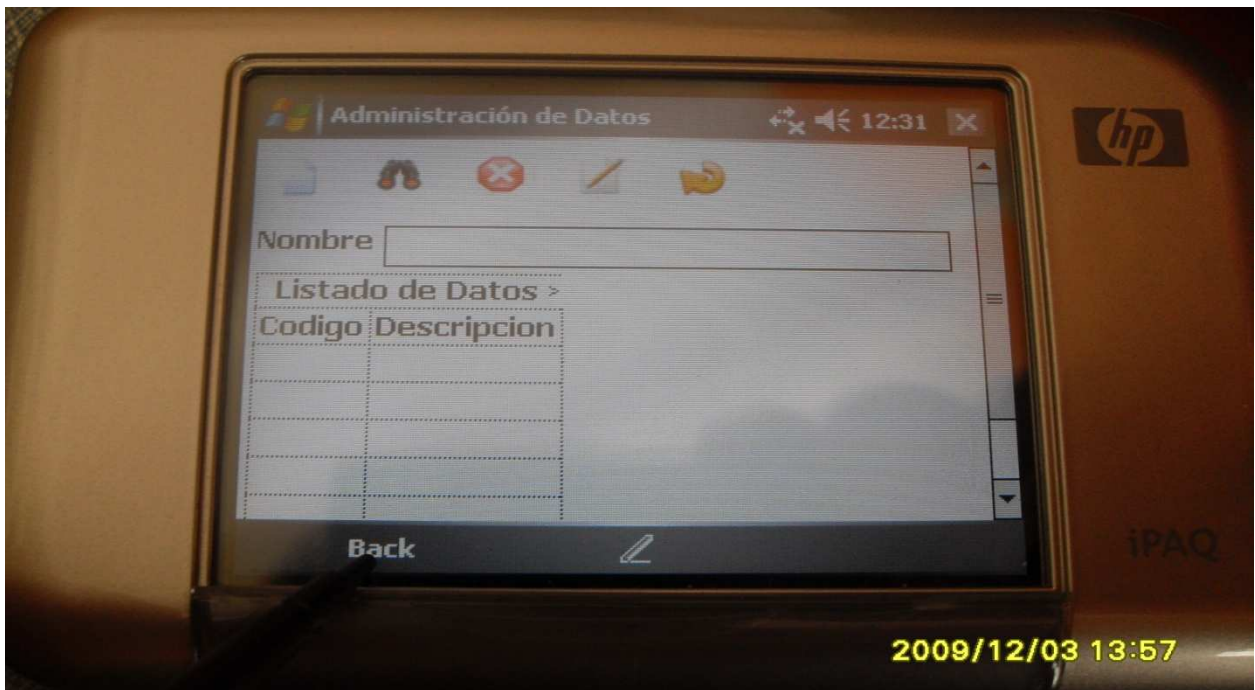 Administración de Datos 12:31
hp
Nombre
Listado de Datos >
Codigo Descripcion
Back
iPAQ
2009/12/03 13:57